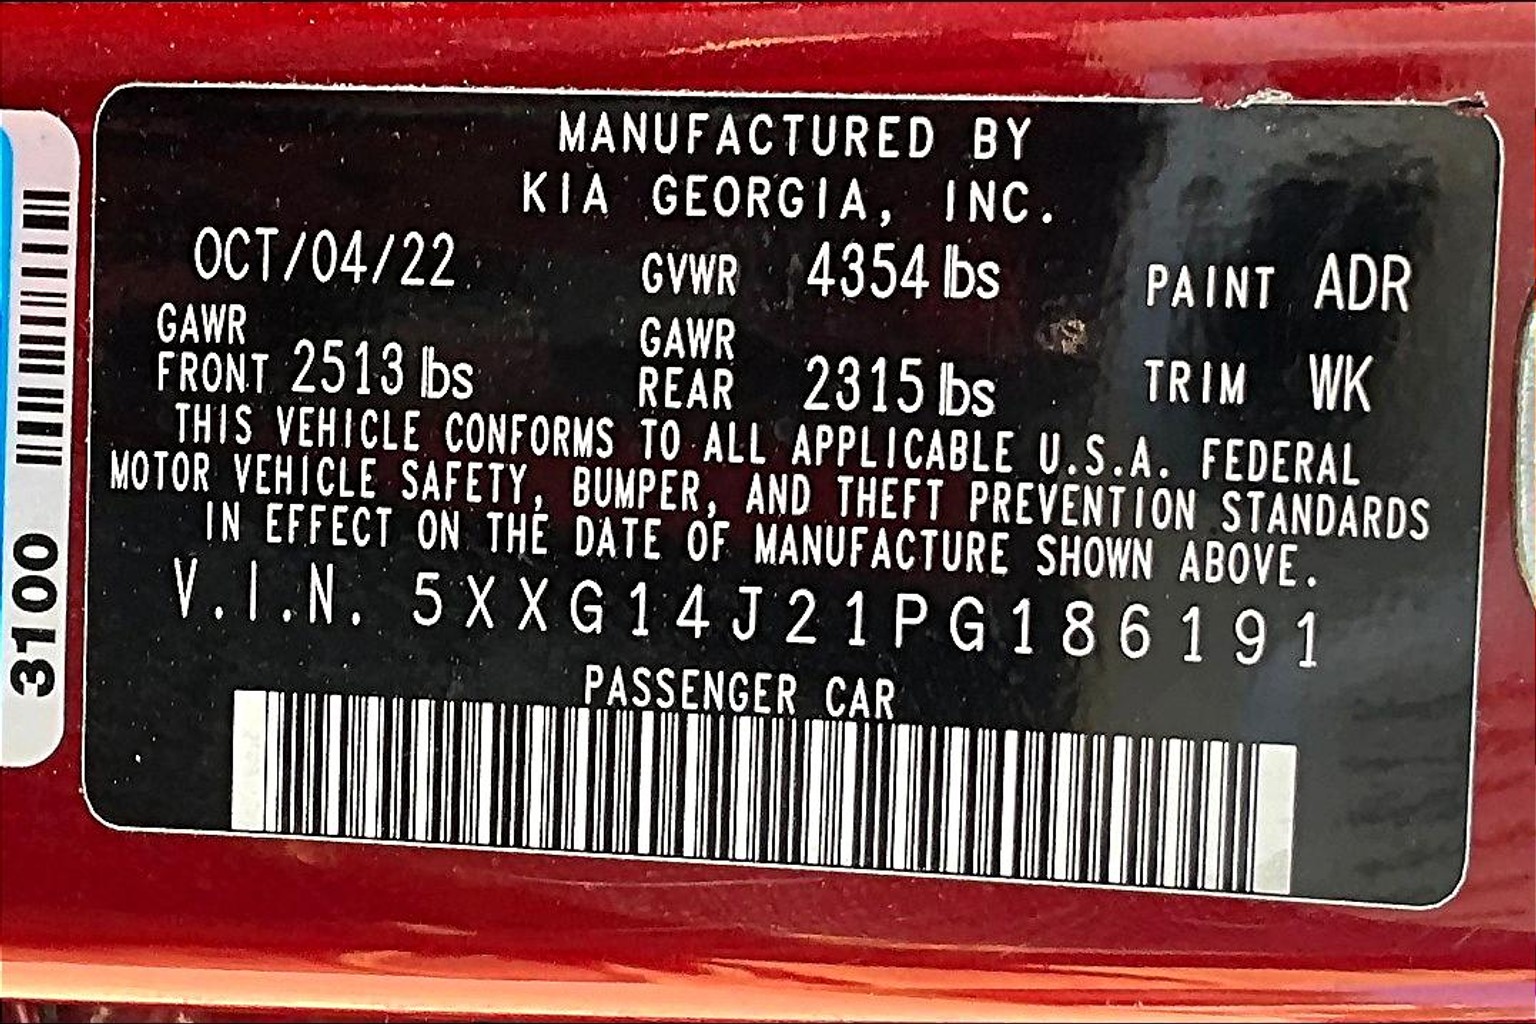 MANUFACTURED BY
KIA GEORGIA, INC.
OCT/04/22 GVWR 4354 lbs PAINT ADR
GAWR FRONT 2513 lbs GAWR REAR 2315 lbs TRIM WK
THIS VEHICLE CONFORMS TO ALL APPLICABLE U.S.A. FEDERAL
MOTOR VEHICLE SAFETY, BUMPER, AND THEFT PREVENTION STANDARDS
IN EFFECT ON THE DATE OF MANUFACTURE SHOWN ABOVE.
V.I.N. 5XXG14J21PG186191
PASSENGER CAR
3100